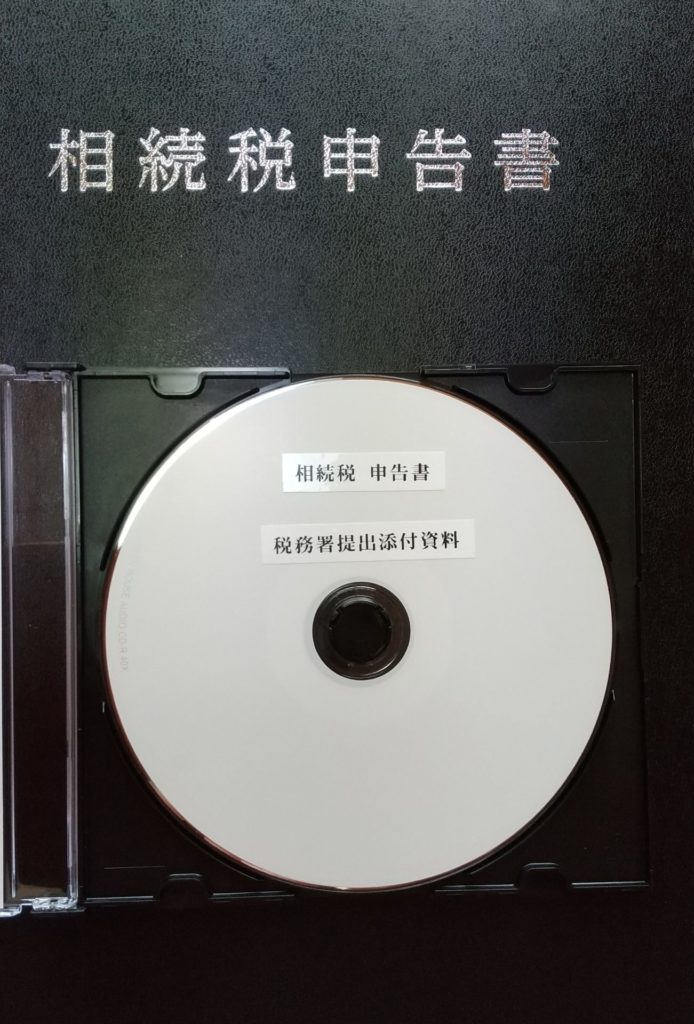 相続税申告書
相続税 申告書
税務署提出添付資料